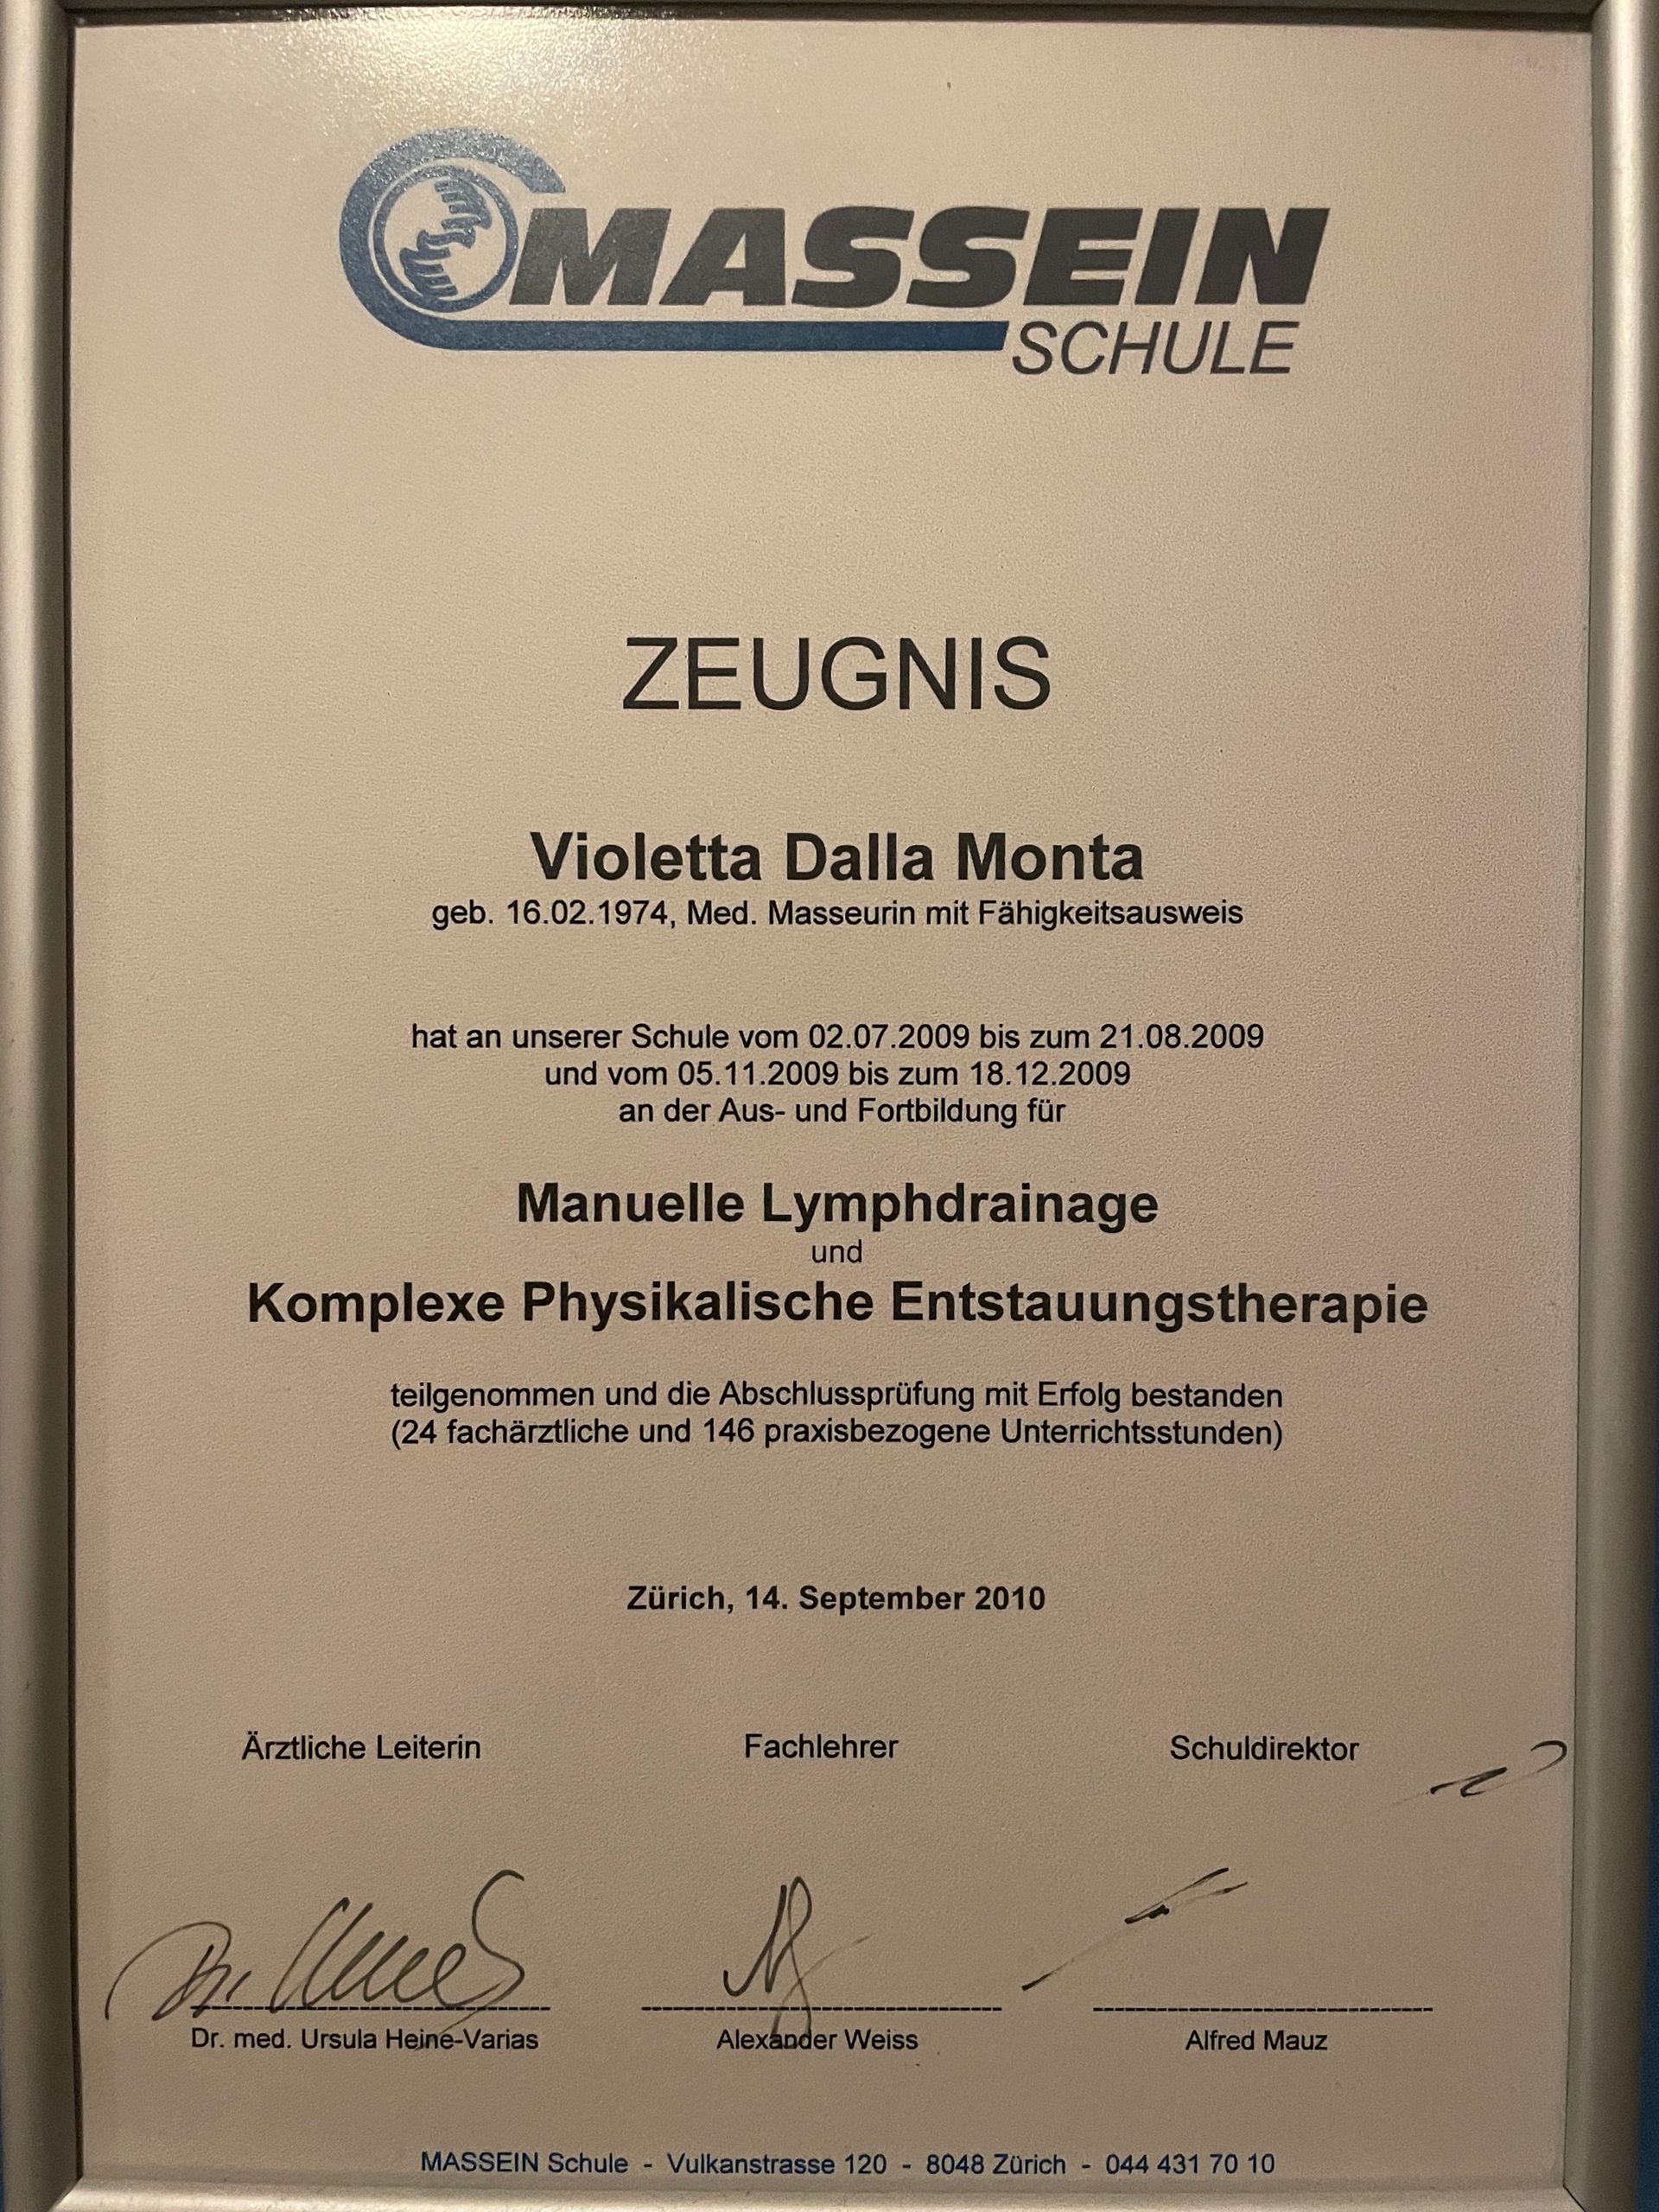 MASSEIN
SCHULE
ZEUGNIS
Violetta Dalla Monta
geb. 16.02.1974, Med. Masseurin mit Fähigkeitsausweis
hat an unserer Schule vom 02.07.2009 bis zum 21.08.2009
und vom 05.11.2009 bis zum 18.12.2009
an der Aus- und Fortbildung für
Manuelle Lymphdrainage
und
Komplexe Physikalische Entstauungstherapie
teilgenommen und die Abschlussprüfung mit Erfolg bestanden
(24 fachärztliche und 146 praxisbezogene Unterrichtsstunden)
Zürich, 14. September 2010
Ärztliche Leiterin Fachlehrer Schuldirektor
Dr. med. Ursula Heine-Varias Alexander Weiss Alfred Mauz
MASSEIN Schule - Vulkanstrasse 120 - 8048 Zürich - 044 431 70 10